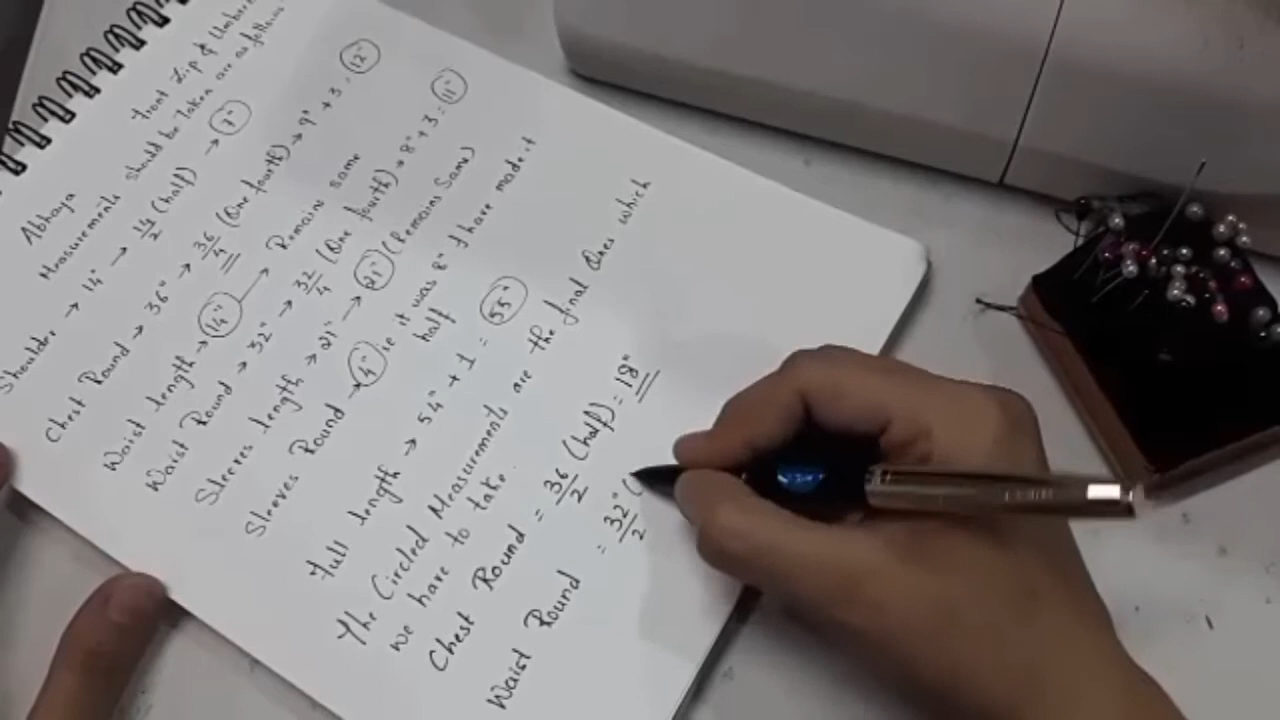 front Zip & Umbre
Abhaya
Measurements should be taken are as follows
Shoulder → 14" → 14/2 (half) → 7"
Chest Round → 36" → 36/4 (One fourth) → 9" + 3 = 12"
Waist length → 14" → Remains same
Waist Round → 32" → 32/4 (One fourth) → 8" + 3 = 11"
Sleeves length → 21" → 21" (Remains Same)
Sleeves Round → 4" ie it was 8" I have made it
half
Full length → 54" + 1 = 55"
The Circled Measurements are the final Ones which
we have to take.
Chest Round = 36/2 (half) = 18"
Waist Round = 32"/2 (